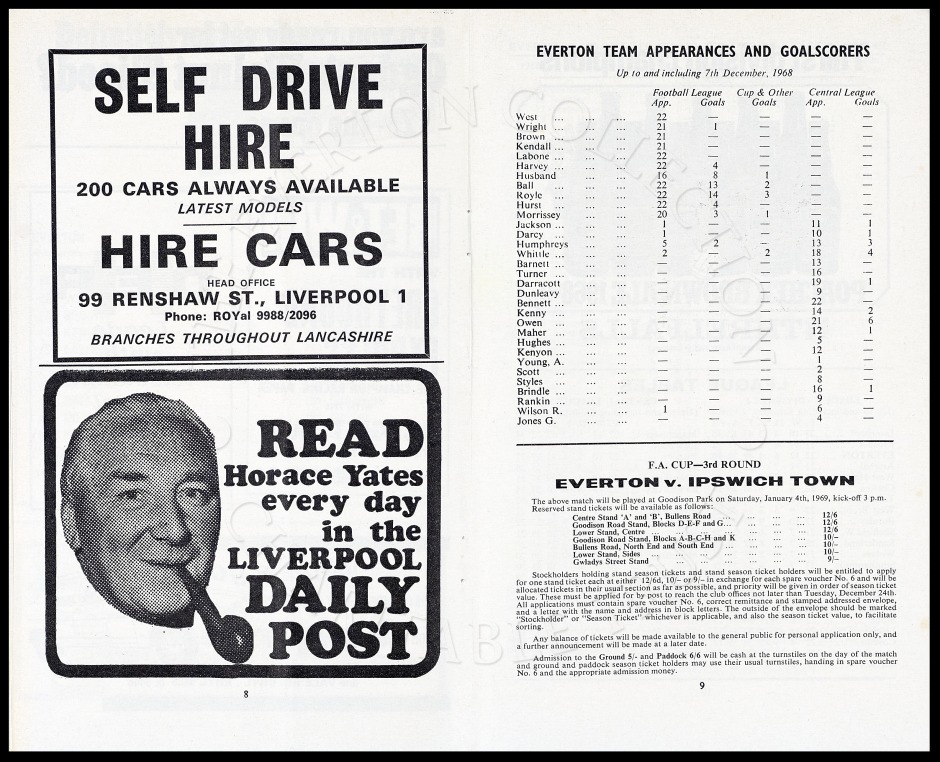 SELF DRIVE
HIRE
200 CARS ALWAYS AVAILABLE
LATEST MODELS
HIRE CARS
HEAD OFFICE
99 RENSHAW ST., LIVERPOOL 1
Phone: ROYal 9988/2096
BRANCHES THROUGHOUT LANCASHIRE
READ
Horace Yates
every day
in the
LIVERPOOL
DAILY
POST
8
EVERTON TEAM APPEARANCES AND GOALSCORERS
Up to and including 7th December, 1968
Football League Cup & Other Central League
App. Goals Goals App. Goals
West ... ... ... 22 — — — —
Wright ... ... ... 21 1 — — —
Brown ... ... ... 21 — — — —
Kendall ... ... ... 21 — — — —
Labone ... ... ... 22 — — — —
Harvey ... ... ... 22 4 — — —
Husband ... ... 16 8 1 — —
Ball ... ... ... 22 13 2 — —
Royle ... ... ... 22 14 3 — —
Hurst ... ... ... 22 4 — — —
Morrissey ... ... 20 3 1 — —
Jackson ... ... ... 1 — — 11 1
Darcy ... ... ... 1 — — 10 1
Humphreys ... ... 5 2 — 13 3
Whittle ... ... ... 2 — 2 18 4
Barnett ... ... ... — — — 13 —
Turner ... ... ... — — — 16 —
Darracott ... ... — — — 19 1
Dunleavy ... ... — — — 9 —
Bennett ... ... ... — — — 22 —
Kenny ... ... ... — — — 14 2
Owen ... ... ... — — — 21 6
Maher ... ... ... — — — 12 1
Hughes ... ... ... — — — 5 —
Kenyon ... ... ... — — — 12 —
Young, A. ... ... — — — 1 —
Scott ... ... ... — — — 2 —
Styles ... ... ... — — — 8 —
Brindle ... ... ... — — — 16 1
Rankin ... ... ... — — — 9 —
Wilson R. ... ... 1 — — 6 —
Jones G. ... ... — — — 4 —
F.A. CUP—3rd ROUND
EVERTON v. IPSWICH TOWN
The above match will be played at Goodison Park on Saturday, January 4th, 1969, kick-off 3 p.m.
Reserved stand tickets will be available as follows:
Centre Stand 'A' and 'B', Bullens Road ... ... ... ... 12/6
Goodison Road Stand, Blocks D-E-F and G... ... ... ... 12/6
Lower Stand, Centre ... ... ... ... ... ... 12/6
Goodison Road Stand, Blocks A-B-C-H and K ... ... ... 10/–
Bullens Road, North End and South End ... ... ... ... 10/–
Lower Stand, Sides ... ... ... ... ... ... 10/–
Gwladys Street Stand ... ... ... ... ... ... 9/–
Stockholders holding stand season tickets and stand season ticket holders will be entitled to apply
for one stand ticket each at either 12/6d, 10/– or 9/– in exchange for each spare voucher No. 6 and will be
allocated tickets in their usual section as far as possible, and priority will be given in order of season ticket
value. These must be applied for by post to reach the club offices not later than Tuesday, December 24th.
All applications must contain spare voucher No. 6, correct remittance and stamped addressed envelope,
and a letter with the name and address in block letters. The outside of the envelope should be marked
"Stockholder" or "Season Ticket" whichever is applicable, and also the season ticket value, to facilitate
sorting.
Any balance of tickets will be made available to the general public for personal application only, and
a further announcement will be made at a later date.
Admission to the Ground 5/- and Paddock 6/6 will be cash at the turnstiles on the day of the match
and ground and paddock season ticket holders may use their usual turnstiles, handing in spare voucher
No. 6 and the appropriate admission money.
9